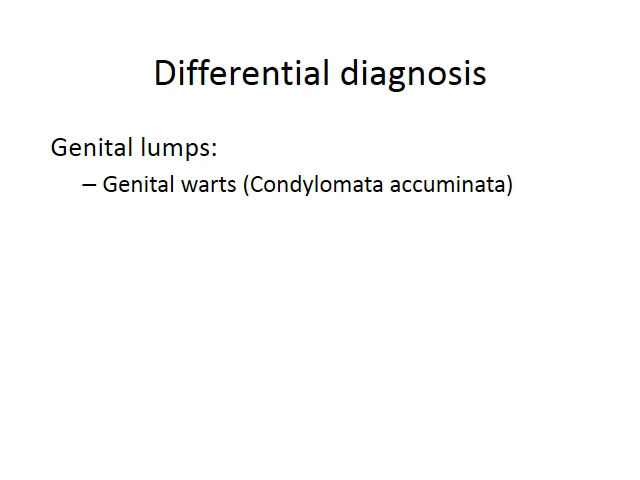 Differential diagnosis
Genital lumps:
– Genital warts (Condylomata accuminata)